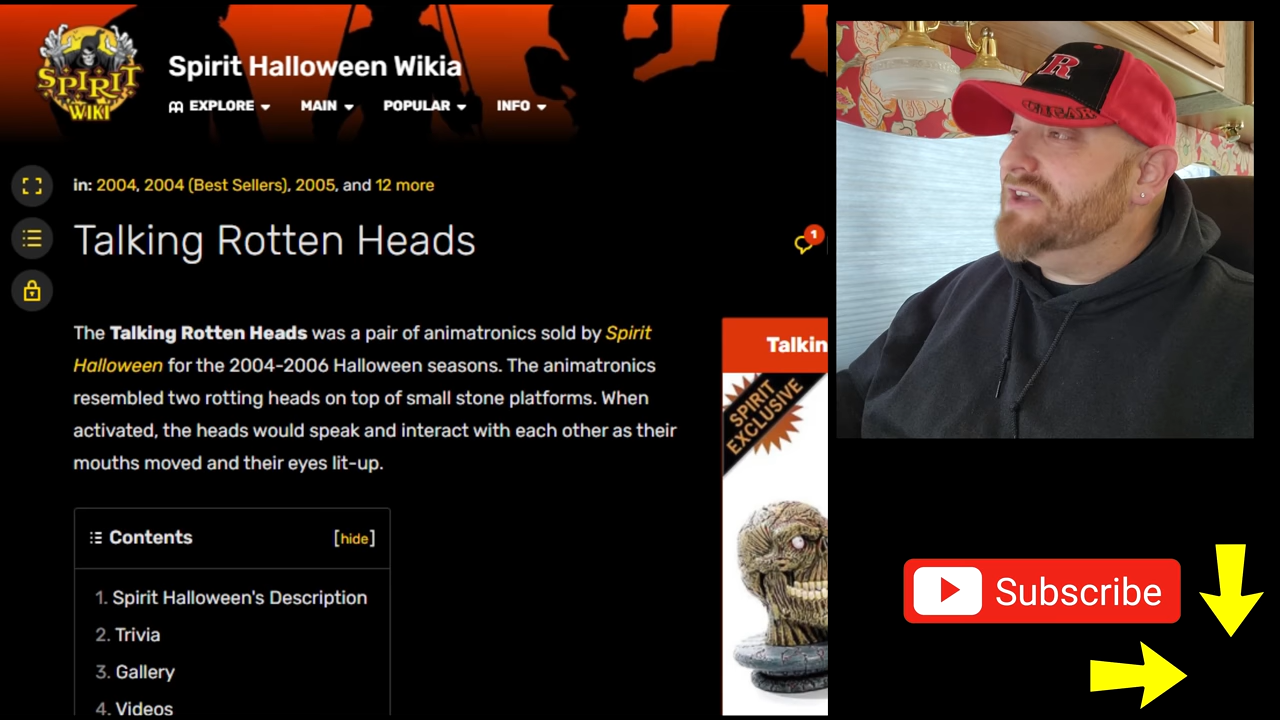 SPIRIT
WIKI
Spirit Halloween Wikia
EXPLORE MAIN POPULAR INFO
in: 2004, 2004 (Best Sellers), 2005, and 12 more
Talking Rotten Heads
1
The Talking Rotten Heads was a pair of animatronics sold by Spirit
Halloween for the 2004-2006 Halloween seasons. The animatronics
resembled two rotting heads on top of small stone platforms. When
activated, the heads would speak and interact with each other as their
mouths moved and their eyes lit-up.
Contents [hide]
1. Spirit Halloween's Description
2. Trivia
3. Gallery
4. Videos
Talkin
SPIRIT
EXCLUSIVE
R
Subscribe